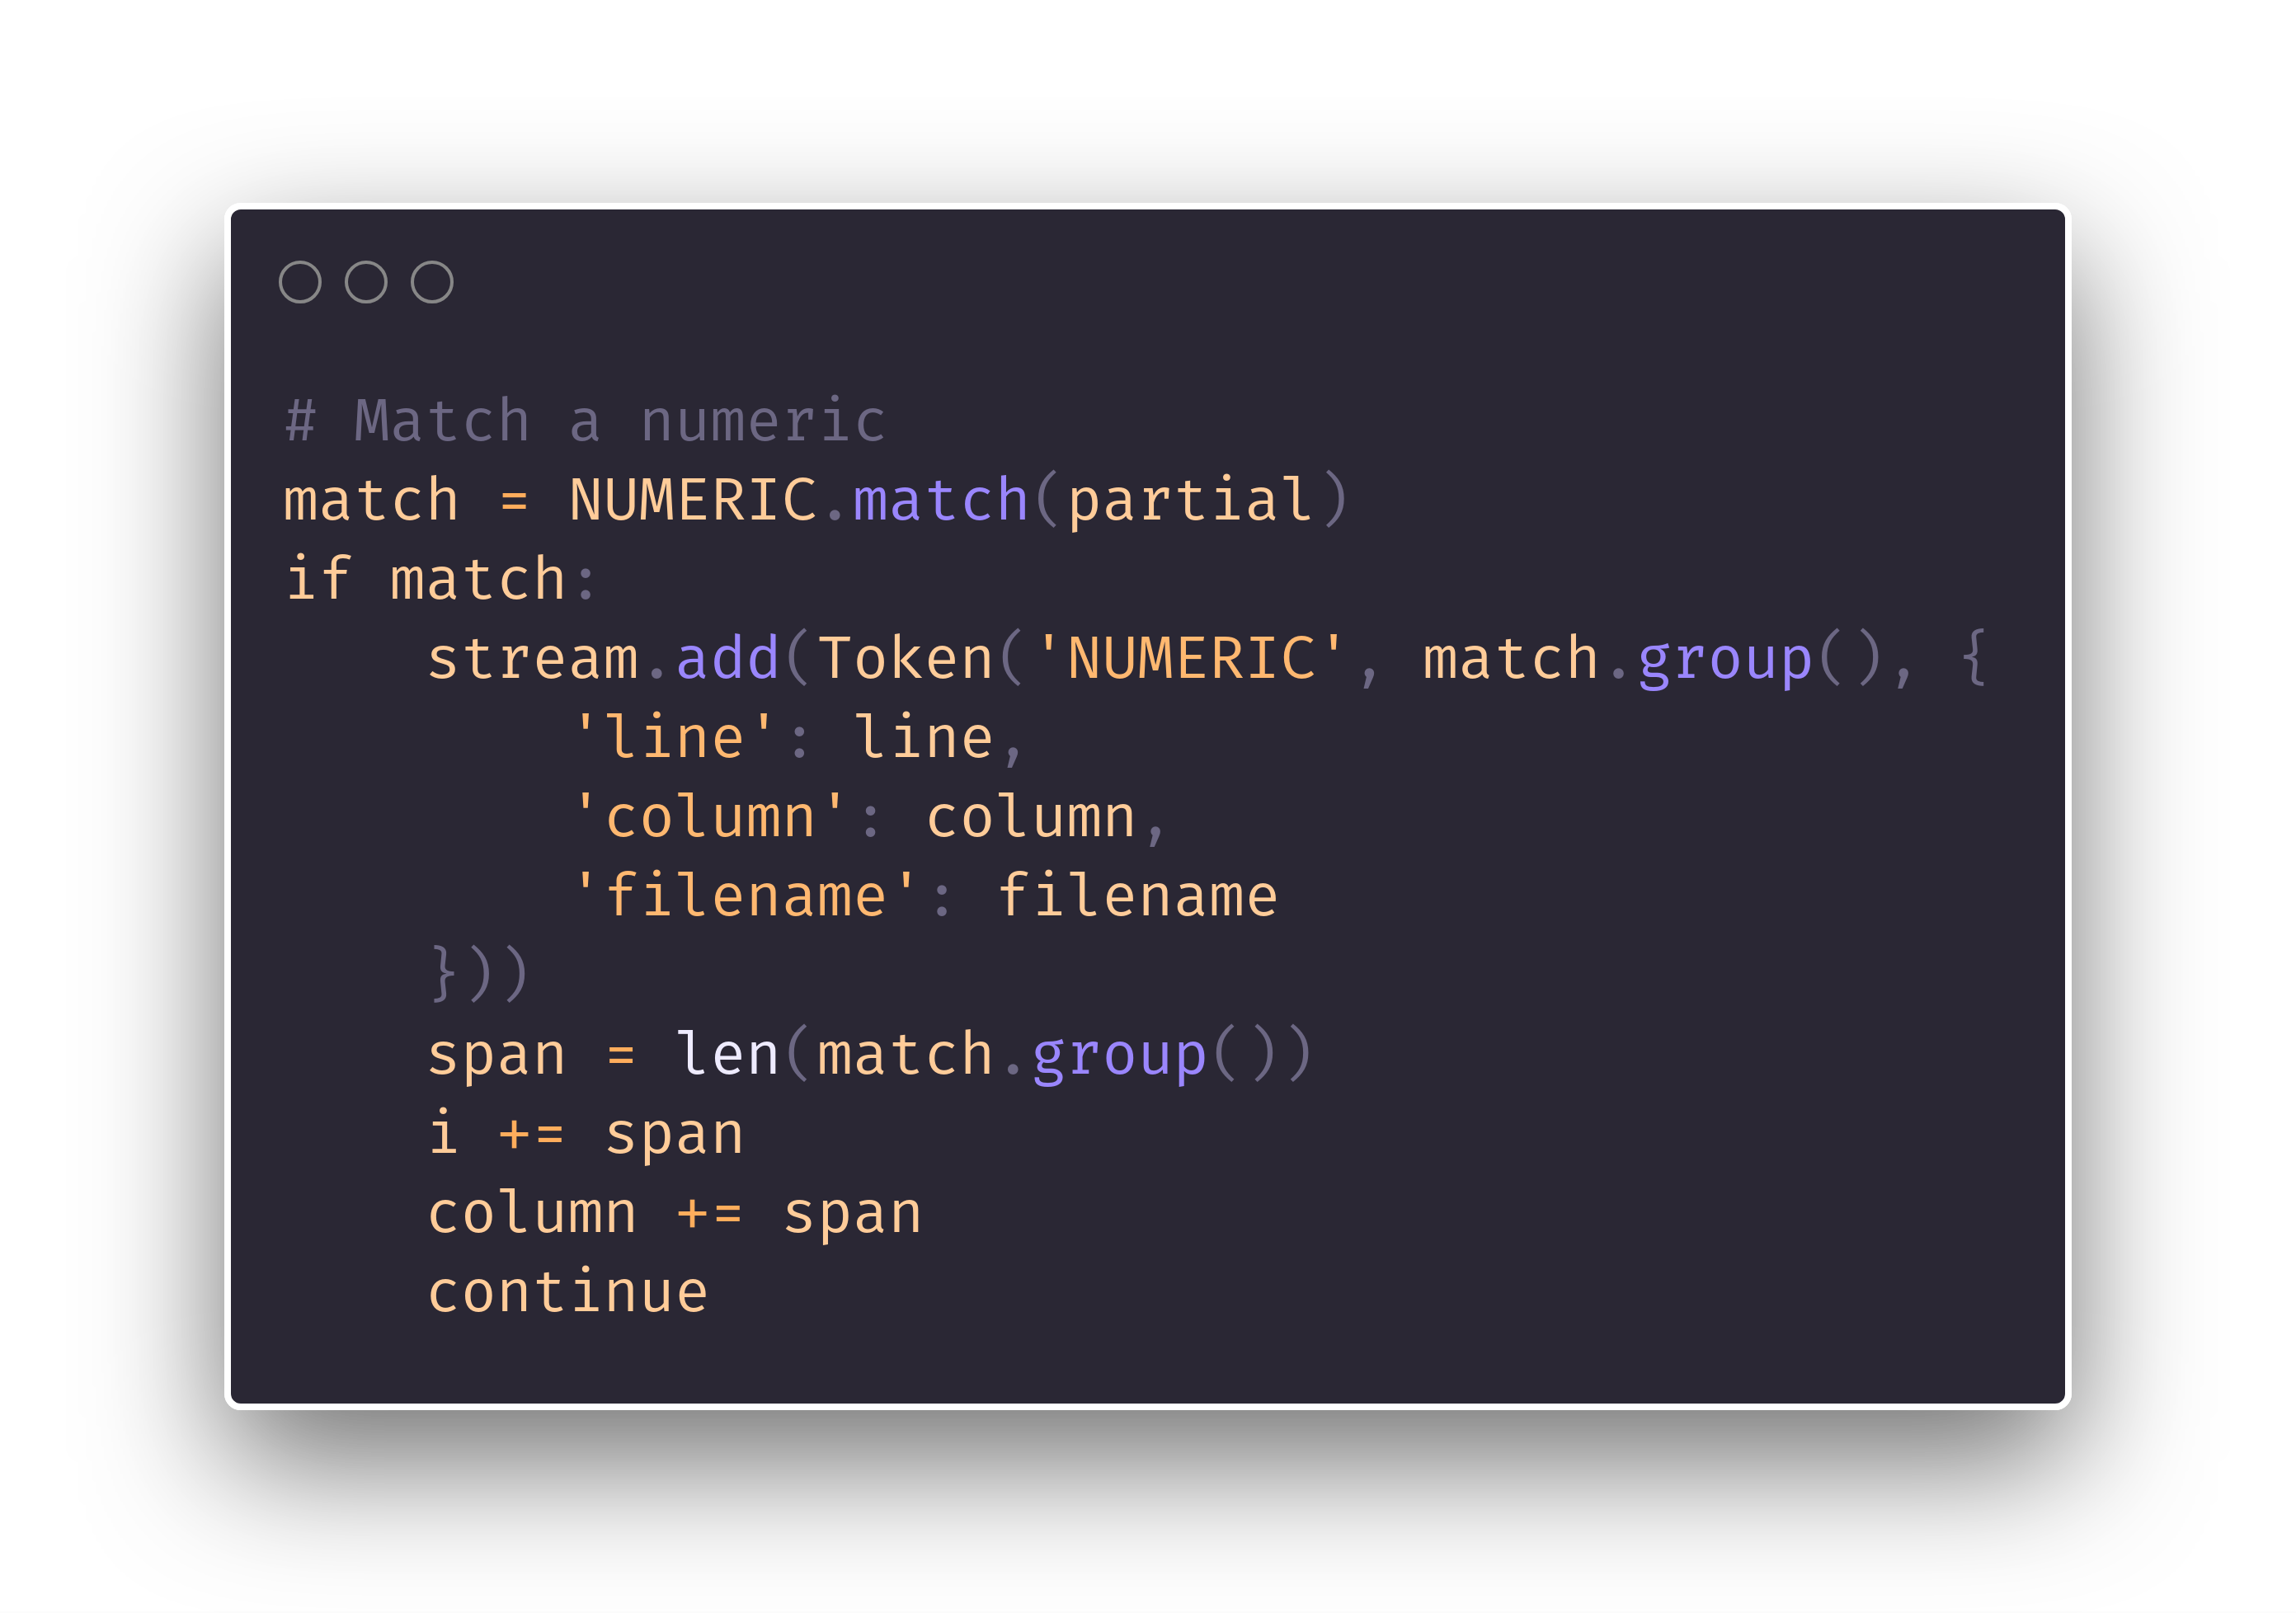 # Match a numeric
match = NUMERIC.match(partial)
if match:
    stream.add(Token('NUMERIC', match.group(), {
        'line': line,
        'column': column,
        'filename': filename
    }))
    span = len(match.group())
    i += span
    column += span
    continue